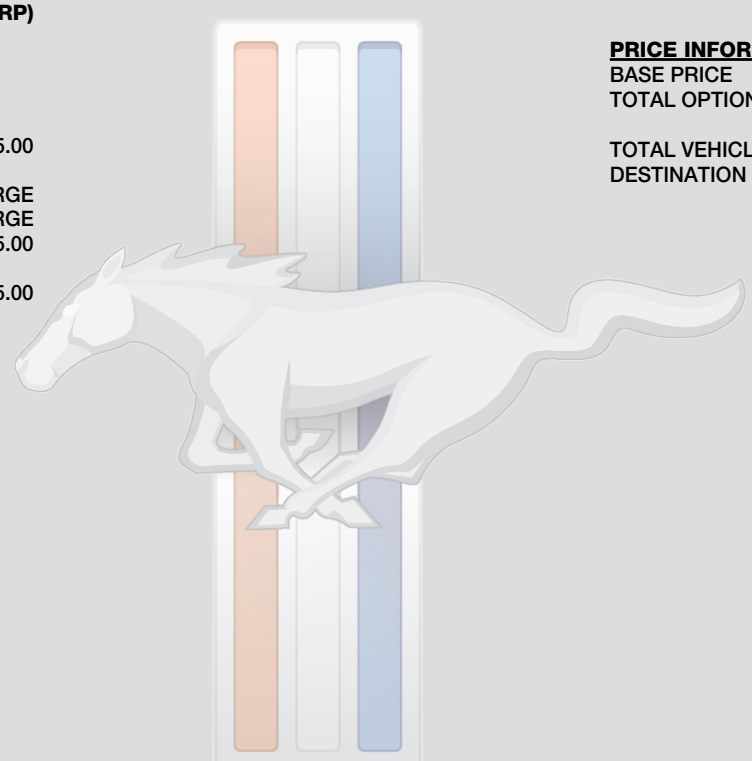 RP)
5.00
RGE
RGE
5.00
5.00
PRICE INFOR
BASE PRICE
TOTAL OPTION
TOTAL VEHICL
DESTINATION